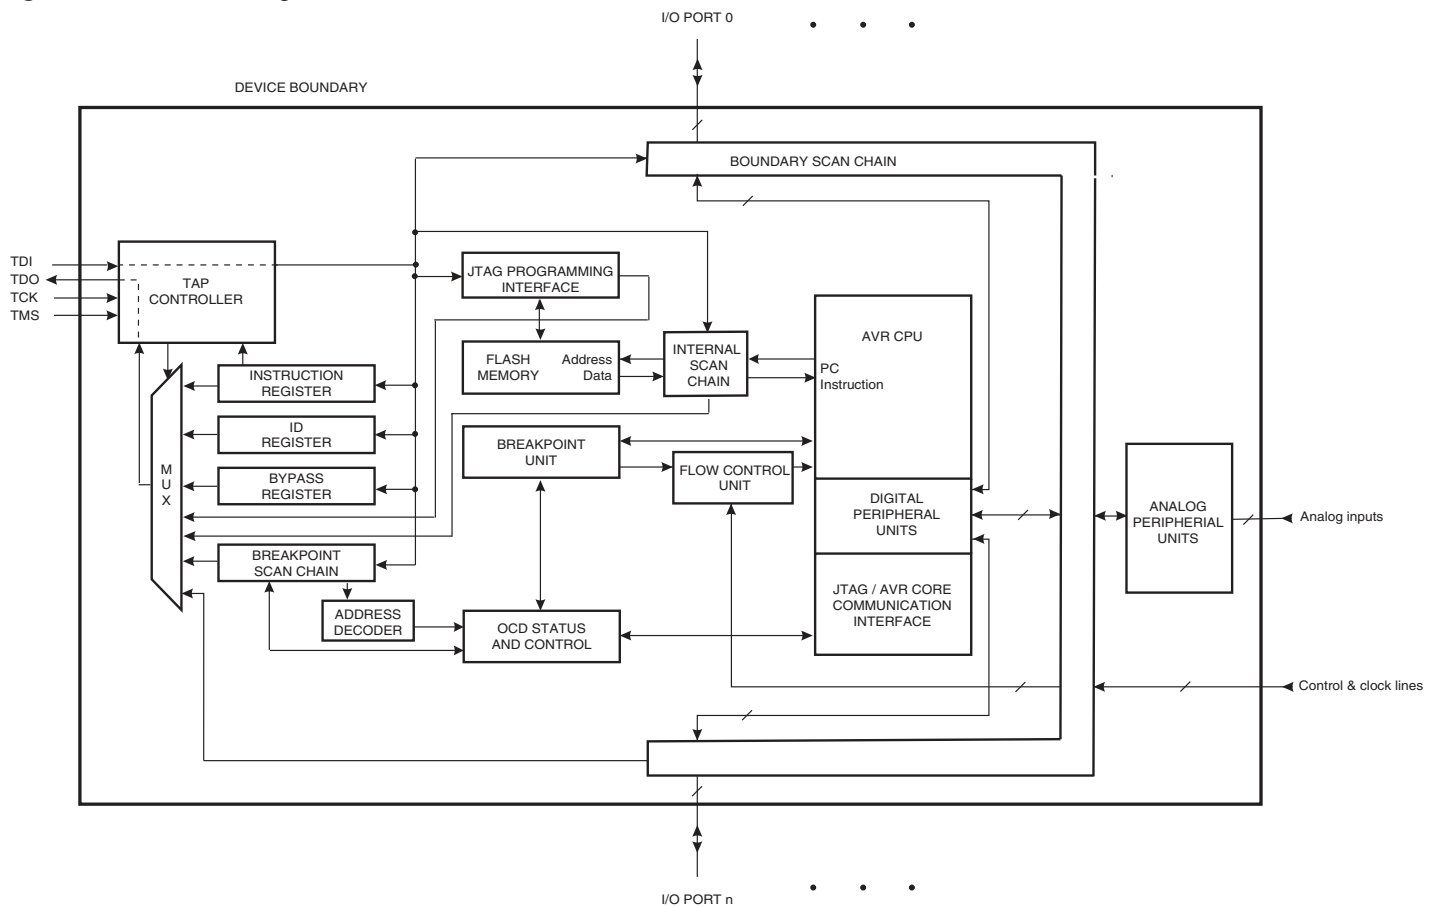 I/O PORT 0
DEVICE BOUNDARY
BOUNDARY SCAN CHAIN
TDI
TDO
TCK
TMS
TAP
CONTROLLER
JTAG PROGRAMMING
INTERFACE
AVR CPU
PC
Instruction
FLASH
MEMORY
Address
Data
INTERNAL
SCAN
CHAIN
INSTRUCTION
REGISTER
ID
REGISTER
BYPASS
REGISTER
M
U
X
BREAKPOINT
UNIT
FLOW CONTROL
UNIT
DIGITAL
PERIPHERAL
UNITS
ANALOG
PERIPHERIAL
UNITS
Analog inputs
BREAKPOINT
SCAN CHAIN
ADDRESS
DECODER
OCD STATUS
AND CONTROL
JTAG / AVR CORE
COMMUNICATION
INTERFACE
Control & clock lines
I/O PORT n